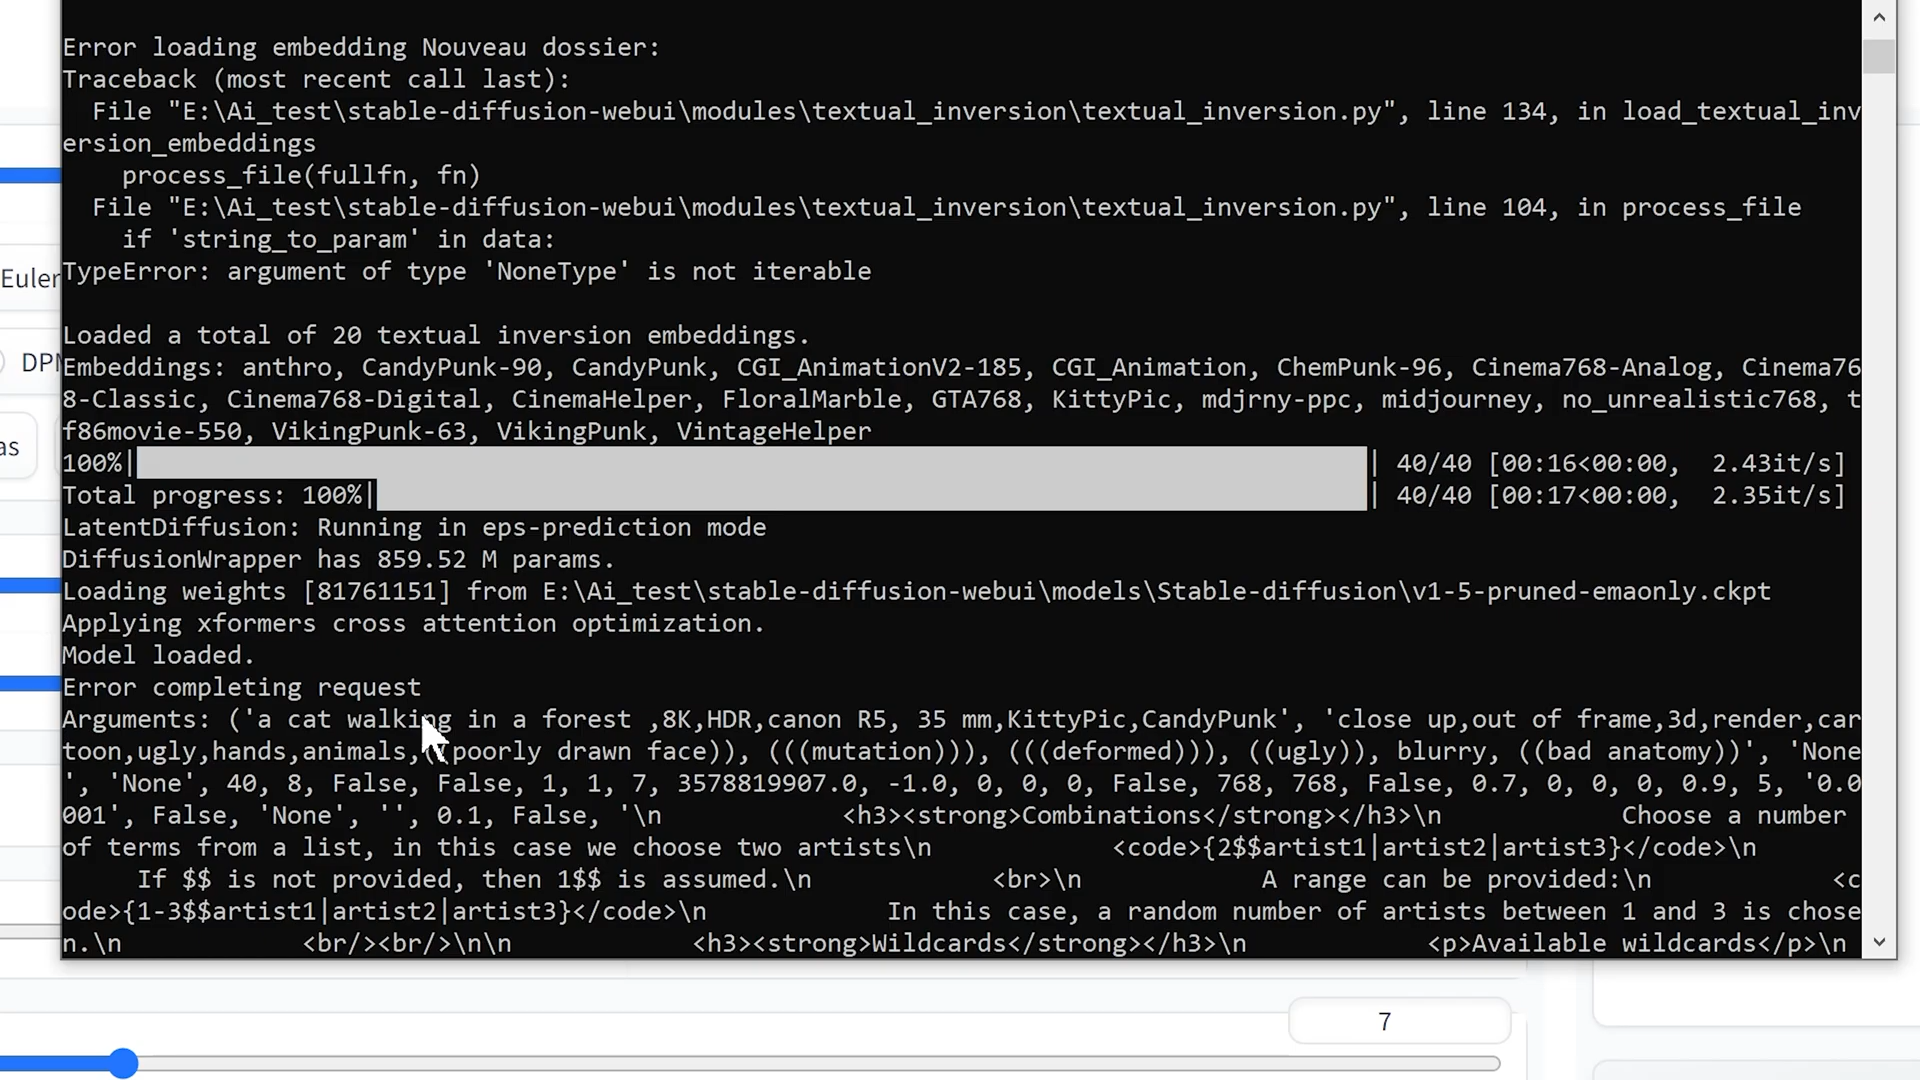 Error loading embedding Nouveau dossier:
Traceback (most recent call last):
File "E:\Ai_test\stable-diffusion-webui\modules\textual_inversion\textual_inversion.py", line 134, in load_textual_inv
ersion_embeddings
process_file(fullfn, fn)
File "E:\Ai_test\stable-diffusion-webui\modules\textual_inversion\textual_inversion.py", line 104, in process_file
if 'string_to_param' in data:
Euler
TypeError: argument of type 'NoneType' is not iterable
Loaded a total of 20 textual inversion embeddings.
DPM
Embeddings: anthro, CandyPunk-90, CandyPunk, CGI_AnimationV2-185, CGI_Animation, ChemPunk-96, Cinema768-Analog, Cinema76
8-Classic, Cinema768-Digital, CinemaHelper, FloralMarble, GTA768, KittyPic, mdjrny-ppc, midjourney, no_unrealistic768, t
f86movie-550, VikingPunk-63, VikingPunk, VintageHelper
as
100%| | 40/40 [00:16<00:00, 2.43it/s]
Total progress: 100%| | 40/40 [00:17<00:00, 2.35it/s]
LatentDiffusion: Running in eps-prediction mode
DiffusionWrapper has 859.52 M params.
Loading weights [81761151] from E:\Ai_test\stable-diffusion-webui\models\Stable-diffusion\v1-5-pruned-emaonly.ckpt
Applying xformers cross attention optimization.
Model loaded.
Error completing request
Arguments: ('a cat walking in a forest ,8K,HDR,canon R5, 35 mm,KittyPic,CandyPunk', 'close up,out of frame,3d,render,car
toon,ugly,hands,animals,((poorly drawn face)), (((mutation))), (((deformed))), ((ugly)), blurry, ((bad anatomy))', 'None
', 'None', 40, 8, False, False, 1, 1, 7, 3578819907.0, -1.0, 0, 0, 0, False, 768, 768, False, 0.7, 0, 0, 0, 0.9, 5, '0.0
001', False, 'None', '', 0.1, False, '\n <h3><strong>Combinations</strong></h3>\n Choose a number
of terms from a list, in this case we choose two artists\n <code>{2$$artist1|artist2|artist3}</code>\n
If $$ is not provided, then 1$$ is assumed.\n <br>\n A range can be provided:\n <c
ode>{1-3$$artist1|artist2|artist3}</code>\n In this case, a random number of artists between 1 and 3 is chose
n.\n <br/><br/>\n\n <h3><strong>Wildcards</strong></h3>\n <p>Available wildcards</p>\n
7